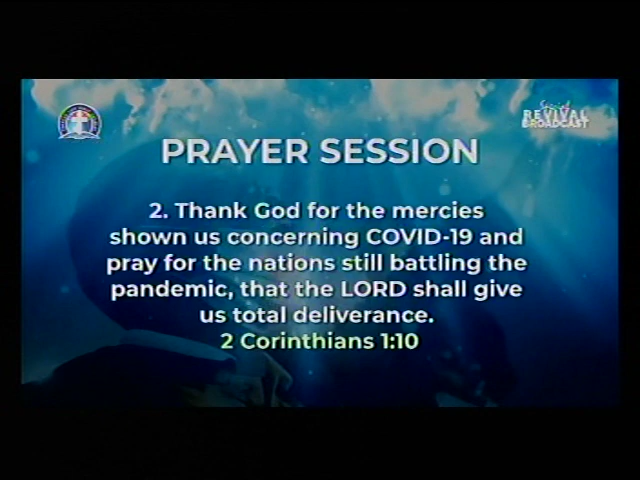 Special
REVIVAL
BROADCAST
PRAYER SESSION
2. Thank God for the mercies
shown us concerning COVID-19 and
pray for the nations still battling the
pandemic, that the LORD shall give
us total deliverance.
2 Corinthians 1:10